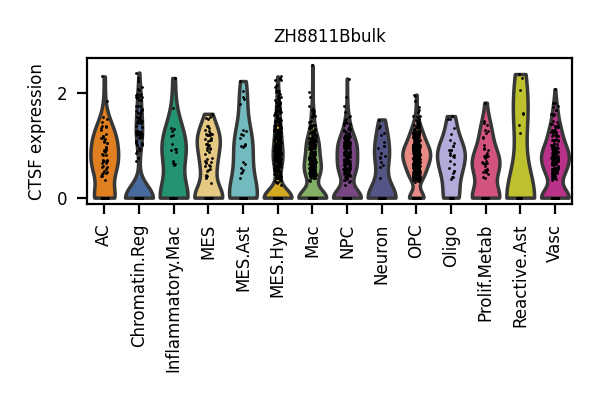 ZH8811Bbulk
CTSF expression
2
0
AC
Chromatin.Reg
Inflammatory.Mac
MES
MES.Ast
MES.Hyp
Mac
NPC
Neuron
OPC
Oligo
Prolif.Metab
Reactive.Ast
Vasc